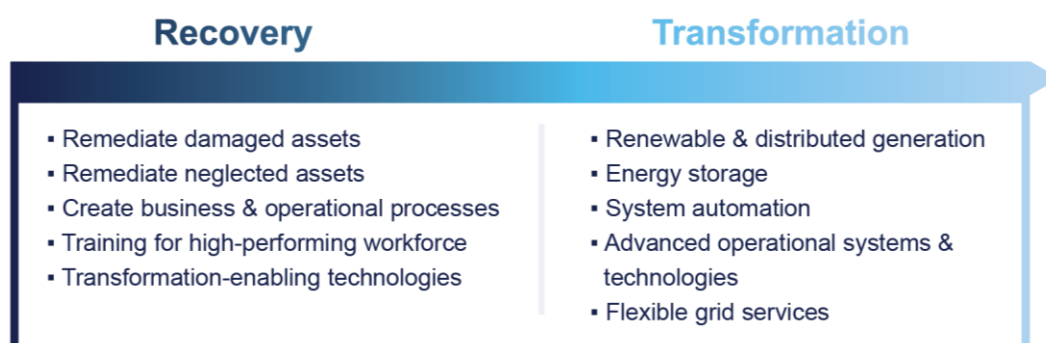 Recovery
Transformation
▪ Remediate damaged assets
▪ Remediate neglected assets
▪ Create business & operational processes
▪ Training for high-performing workforce
▪ Transformation-enabling technologies
▪ Renewable & distributed generation
▪ Energy storage
▪ System automation
▪ Advanced operational systems &
technologies
▪ Flexible grid services